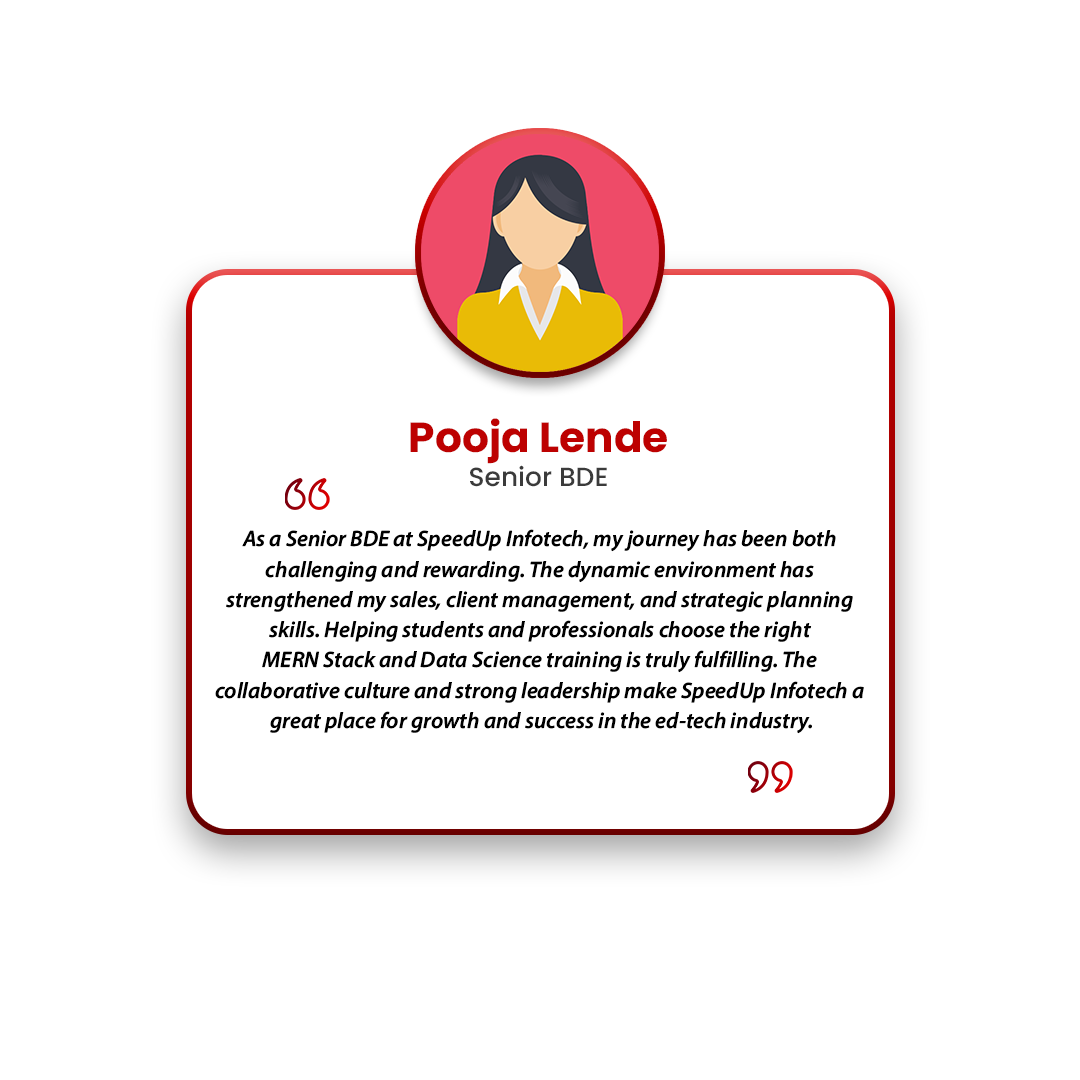 Pooja Lende
Senior BDE
As a Senior BDE at SpeedUp Infotech, my journey has been both
challenging and rewarding. The dynamic environment has
strengthened my sales, client management, and strategic planning
skills. Helping students and professionals choose the right
MERN Stack and Data Science training is truly fulfilling. The
collaborative culture and strong leadership make SpeedUp Infotech a
great place for growth and success in the ed-tech industry.